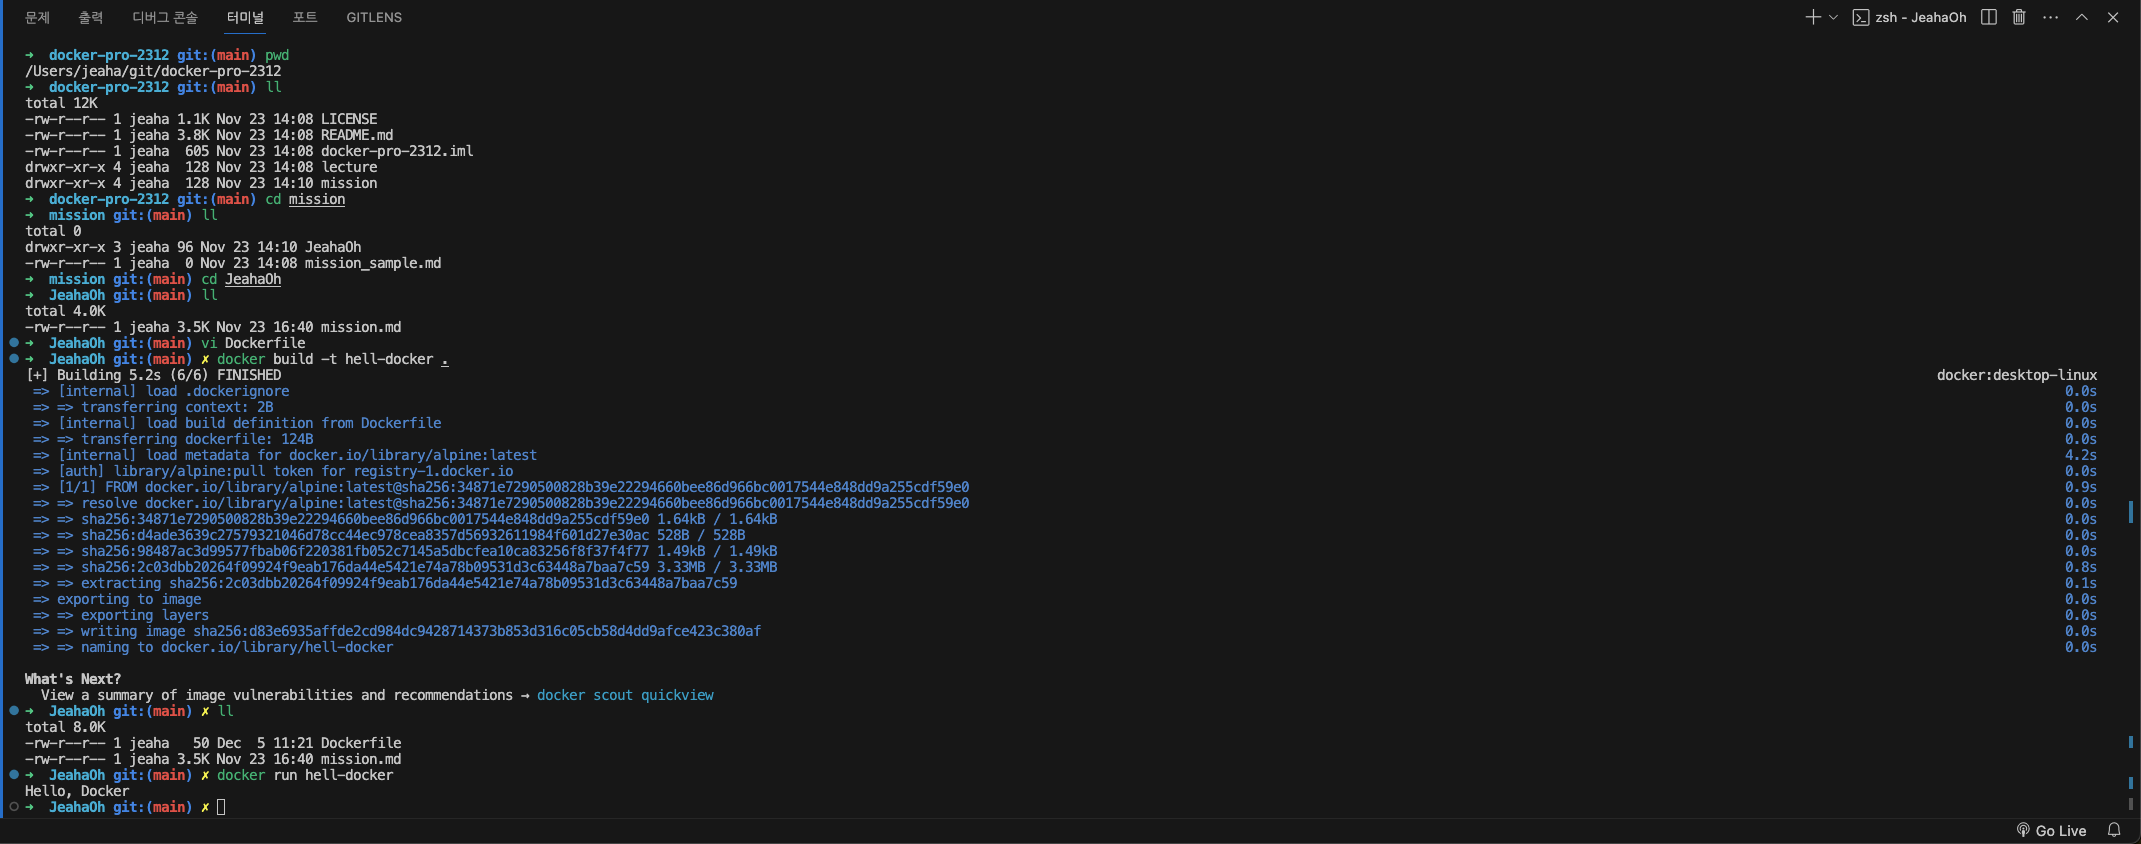 문제 출력 디버그 콘솔 터미널 포트 GITLENS zsh - JeahaOh
→ docker-pro-2312 git:(main) pwd
/Users/jeaha/git/docker-pro-2312
→ docker-pro-2312 git:(main) ll
total 12K
-rw-r--r-- 1 jeaha 1.1K Nov 23 14:08 LICENSE
-rw-r--r-- 1 jeaha 3.8K Nov 23 14:08 README.md
-rw-r--r-- 1 jeaha  605 Nov 23 14:08 docker-pro-2312.iml
drwxr-xr-x 4 jeaha  128 Nov 23 14:08 lecture
drwxr-xr-x 4 jeaha  128 Nov 23 14:10 mission
→ docker-pro-2312 git:(main) cd mission
→ mission git:(main) ll
total 0
drwxr-xr-x 3 jeaha 96 Nov 23 14:10 JeahaOh
-rw-r--r-- 1 jeaha  0 Nov 23 14:08 mission_sample.md
→ mission git:(main) cd JeahaOh
→ JeahaOh git:(main) ll
total 4.0K
-rw-r--r-- 1 jeaha 3.5K Nov 23 16:40 mission.md
→ JeahaOh git:(main) vi Dockerfile
→ JeahaOh git:(main) ✗ docker build -t hell-docker .
[+] Building 5.2s (6/6) FINISHED docker:desktop-linux
=> [internal] load .dockerignore 0.0s
=> => transferring context: 2B 0.0s
=> [internal] load build definition from Dockerfile 0.0s
=> => transferring dockerfile: 124B 0.0s
=> [internal] load metadata for docker.io/library/alpine:latest 4.2s
=> [auth] library/alpine:pull token for registry-1.docker.io 0.0s
=> [1/1] FROM docker.io/library/alpine:latest@sha256:34871e7290500828b39e22294660bee86d966bc0017544e848dd9a255cdf59e0 0.9s
=> => resolve docker.io/library/alpine:latest@sha256:34871e7290500828b39e22294660bee86d966bc0017544e848dd9a255cdf59e0 0.0s
=> => sha256:34871e7290500828b39e22294660bee86d966bc0017544e848dd9a255cdf59e0 1.64kB / 1.64kB 0.0s
=> => sha256:d4ade3639c27579321046d78cc44ec978cea8357d56932611984f601d27e30ac 528B / 528B 0.0s
=> => sha256:98487ac3d99577fbab06f220381fb052c7145a5dbcfea10ca83256f8f37f4f77 1.49kB / 1.49kB 0.0s
=> => sha256:2c03dbb20264f09924f9eab176da44e5421e74a78b09531d3c63448a7baa7c59 3.33MB / 3.33MB 0.8s
=> => extracting sha256:2c03dbb20264f09924f9eab176da44e5421e74a78b09531d3c63448a7baa7c59 0.1s
=> exporting to image 0.0s
=> => exporting layers 0.0s
=> => writing image sha256:d83e6935affde2cd984dc9428714373b853d316c05cb58d4dd9afce423c380af 0.0s
=> => naming to docker.io/library/hell-docker 0.0s
What's Next?
View a summary of image vulnerabilities and recommendations → docker scout quickview
→ JeahaOh git:(main) ✗ ll
total 8.0K
-rw-r--r-- 1 jeaha   50 Dec  5 11:21 Dockerfile
-rw-r--r-- 1 jeaha 3.5K Nov 23 16:40 mission.md
→ JeahaOh git:(main) ✗ docker run hell-docker
Hello, Docker
→ JeahaOh git:(main) ✗
Go Live